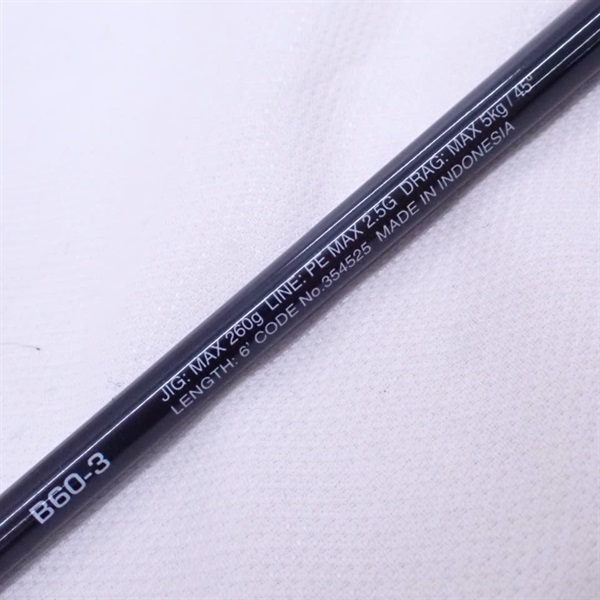 JIG: MAX 260g LINE: PE MAX 2.5G DRAG: MAX 5kg / 45°
LENGTH: 6' CODE No.354525 MADE IN INDONESIA
B60-3